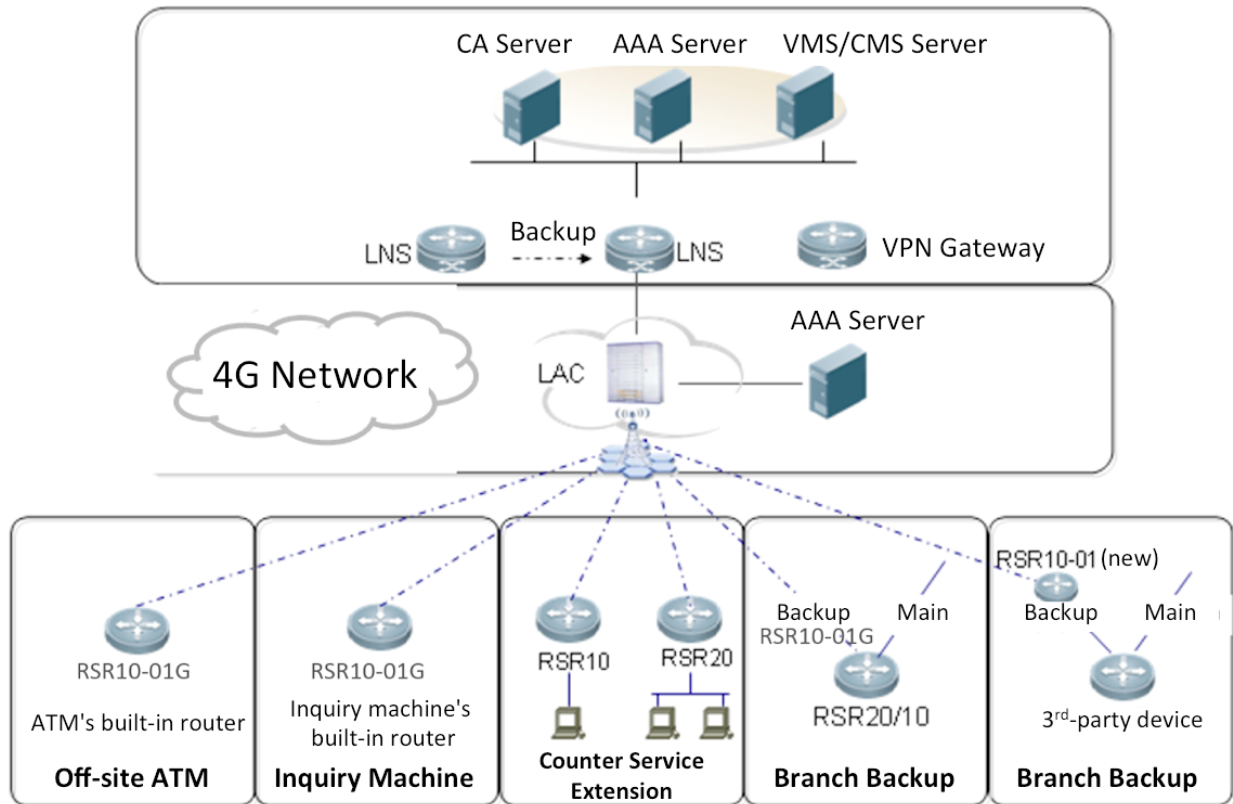 CA Server AAA Server VMS/CMS Server
LNS Backup LNS VPN Gateway
4G Network
LAC
AAA Server
RSR10-01G
ATM's built-in router
Off-site ATM
RSR10-01G
Inquiry machine's
built-in router
Inquiry Machine
RSR10 RSR20
Counter Service
Extension
Backup Main
RSR10-01G
RSR20/10
Branch Backup
RSR10-01 (new)
Backup Main
3rd-party device
Branch Backup